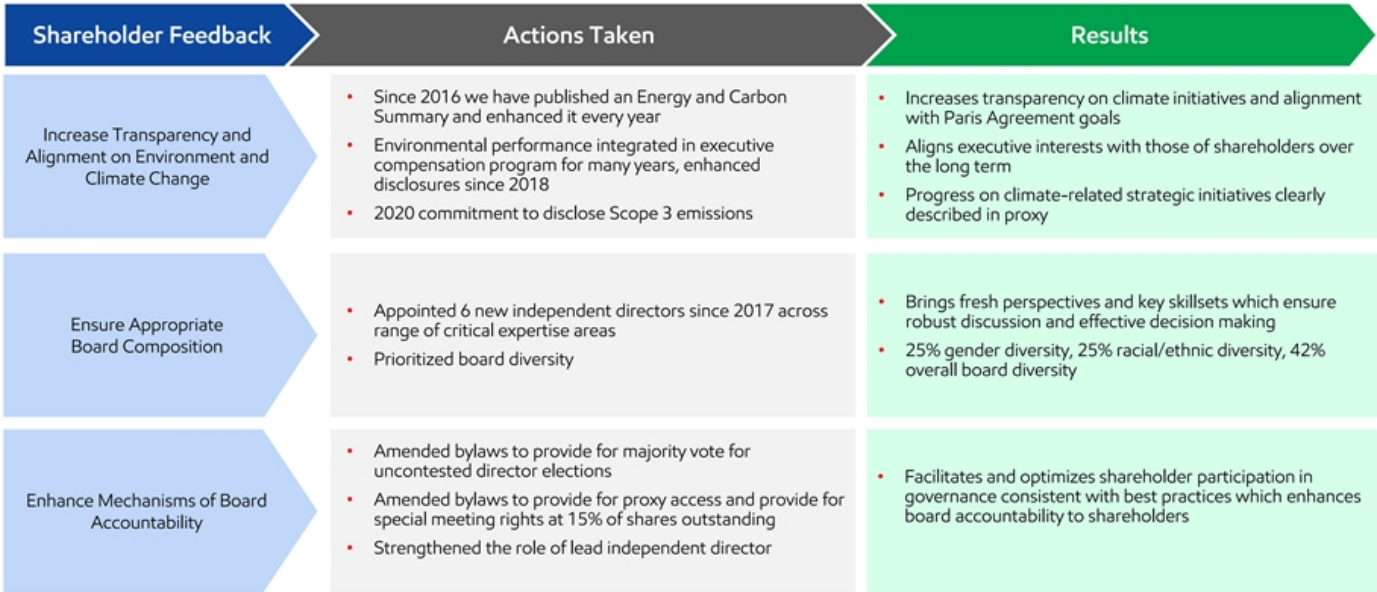 Shareholder Feedback
Actions Taken
Results
Increase Transparency and
Alignment on Environment and
Climate Change
• Since 2016 we have published an Energy and Carbon
Summary and enhanced it every year
• Environmental performance integrated in executive
compensation program for many years, enhanced
disclosures since 2018
• 2020 commitment to disclose Scope 3 emissions
• Increases transparency on climate initiatives and alignment
with Paris Agreement goals
• Aligns executive interests with those of shareholders over
the long term
• Progress on climate-related strategic initiatives clearly
described in proxy
Ensure Appropriate
Board Composition
• Appointed 6 new independent directors since 2017 across
range of critical expertise areas
• Prioritized board diversity
• Brings fresh perspectives and key skillsets which ensure
robust discussion and effective decision making
• 25% gender diversity, 25% racial/ethnic diversity, 42%
overall board diversity
Enhance Mechanisms of Board
Accountability
• Amended bylaws to provide for majority vote for
uncontested director elections
• Amended bylaws to provide for proxy access and provide for
special meeting rights at 15% of shares outstanding
• Strengthened the role of lead independent director
• Facilitates and optimizes shareholder participation in
governance consistent with best practices which enhances
board accountability to shareholders